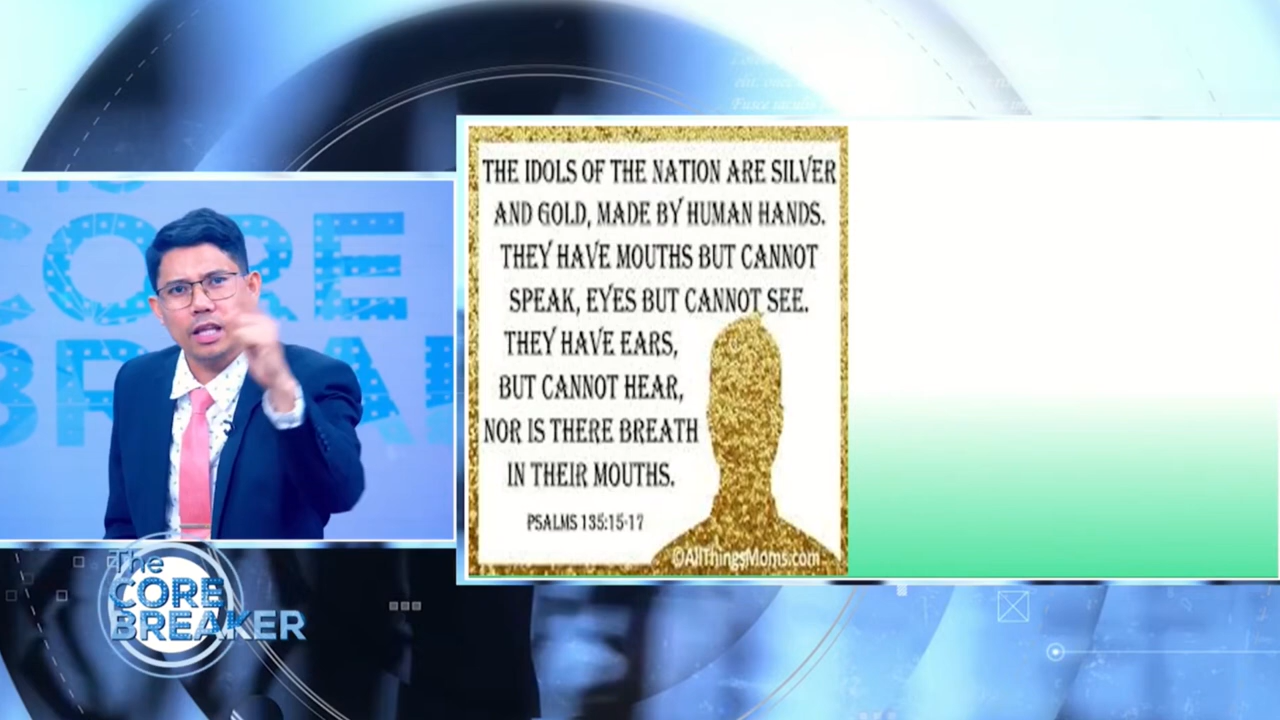 THE IDOLS OF THE NATION ARE SILVER
AND GOLD, MADE BY HUMAN HANDS.
THEY HAVE MOUTHS BUT CANNOT
SPEAK, EYES BUT CANNOT SEE.
THEY HAVE EARS,
BUT CANNOT HEAR,
NOR IS THERE BREATH
IN THEIR MOUTHS.
PSALMS 135:15-17
©AllThingsMoms.com
CORE
BREA
The
CORE
BREAKER